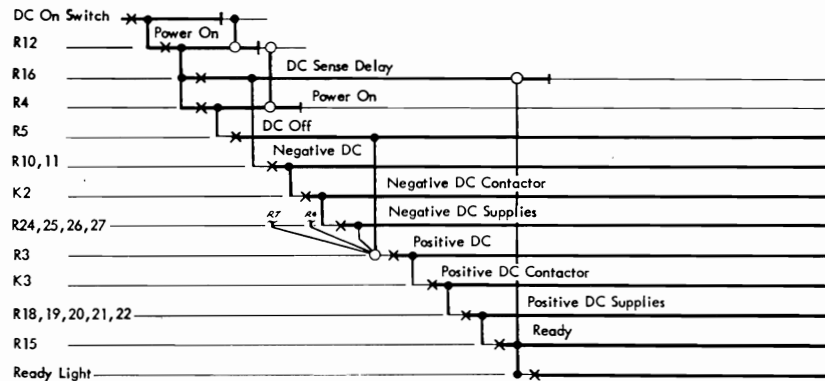 DC On Switch
Power On
R12
R16
DC Sense Delay
R4
Power On
R5
DC Off
Negative DC
R10, 11
Negative DC Contactor
K2
Negative DC Supplies
R24, 25, 26, 27
R7
R4
Positive DC
R3
Positive DC Contactor
K3
Positive DC Supplies
R18, 19, 20, 21, 22
Ready
R15
Ready Light